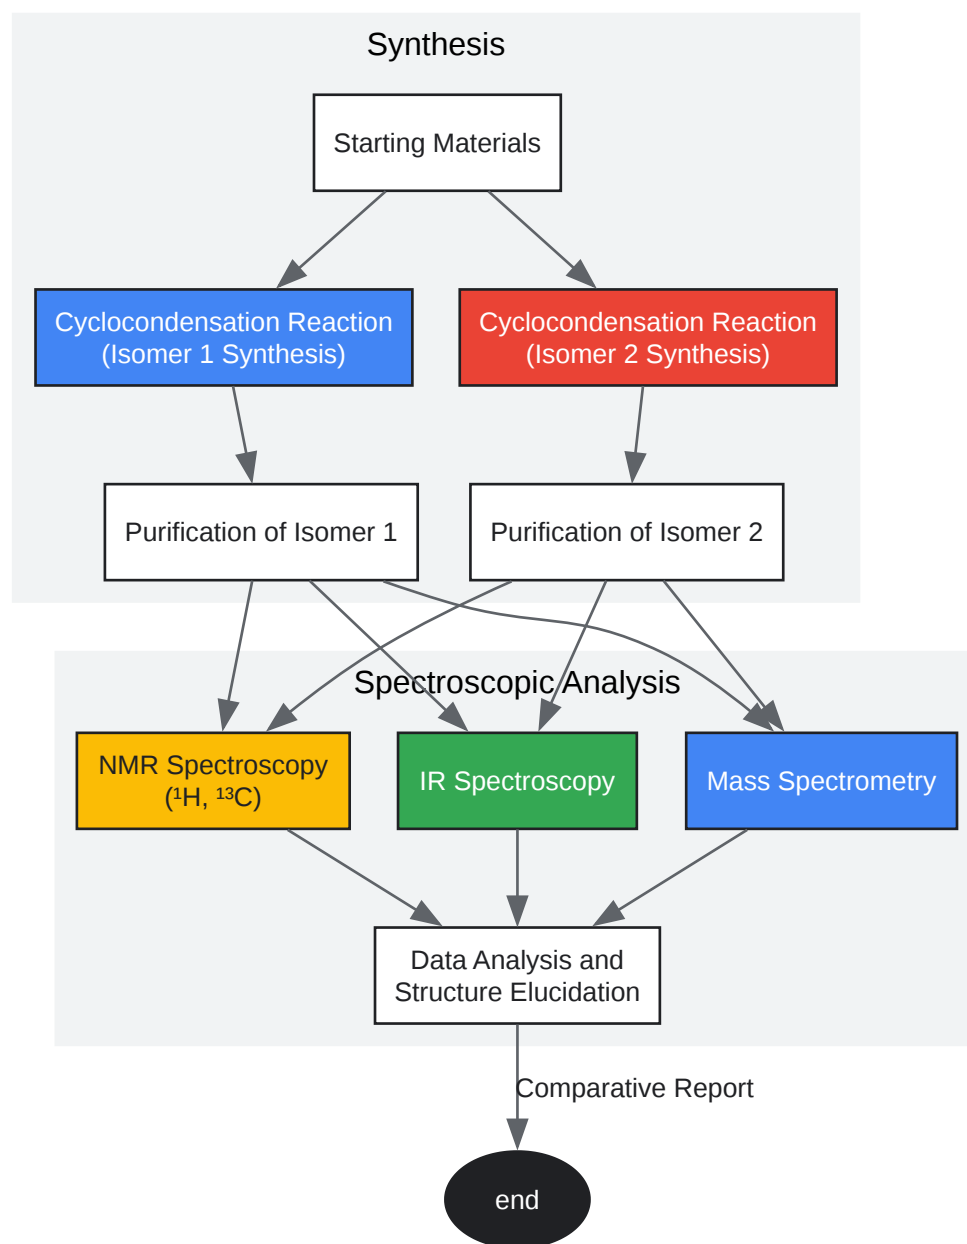 Synthesis
Starting Materials
Cyclocondensation Reaction
(Isomer 1 Synthesis)
Cyclocondensation Reaction
(Isomer 2 Synthesis)
Purification of Isomer 1
Purification of Isomer 2
Spectroscopic Analysis
NMR Spectroscopy
(¹H, ¹³C)
IR Spectroscopy
Mass Spectrometry
Data Analysis and
Structure Elucidation
Comparative Report
end